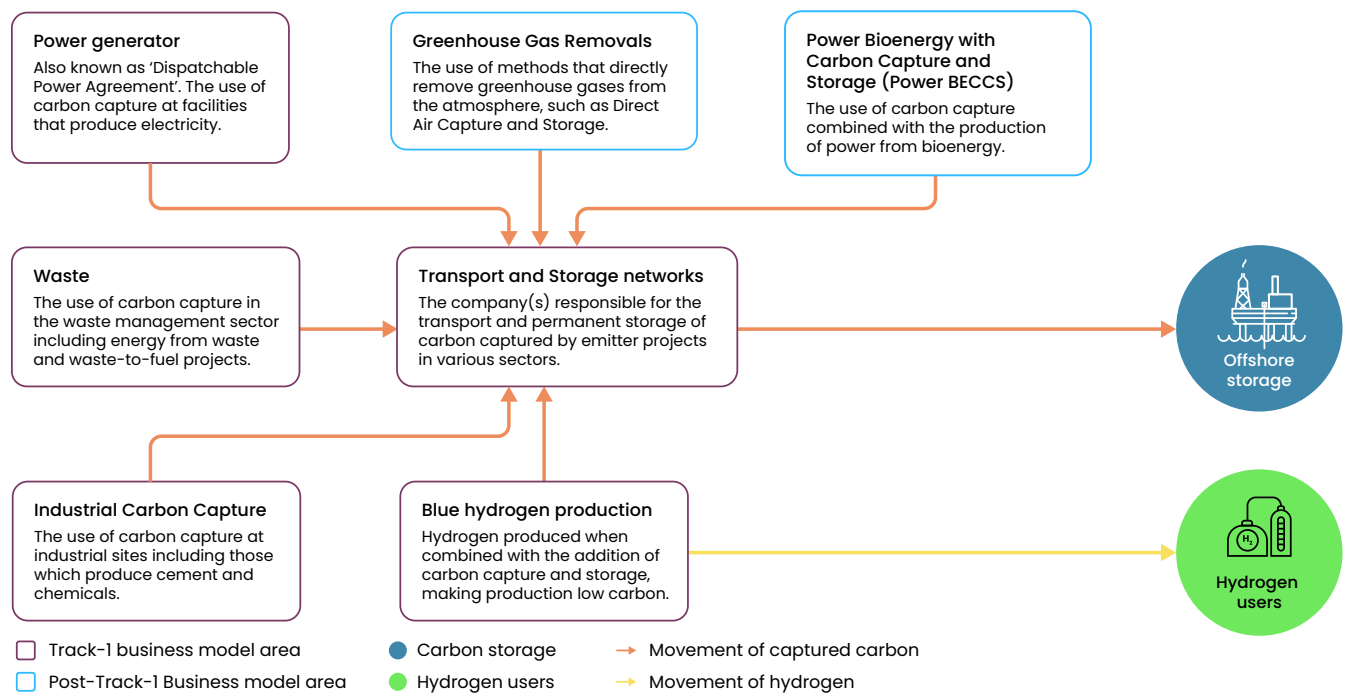 Power generator
Also known as ‘Dispatchable
Power Agreement’. The use of
carbon capture at facilities
that produce electricity.
Greenhouse Gas Removals
The use of methods that directly
remove greenhouse gases from
the atmosphere, such as Direct
Air Capture and Storage.
Power Bioenergy with
Carbon Capture and
Storage (Power BECCS)
The use of carbon capture
combined with the production
of power from bioenergy.
Waste
The use of carbon capture in
the waste management sector
including energy from waste
and waste-to-fuel projects.
Transport and Storage networks
The company(s) responsible for the
transport and permanent storage of
carbon captured by emitter projects
in various sectors.
Offshore
storage
Industrial Carbon Capture
The use of carbon capture at
industrial sites including those
which produce cement and
chemicals.
Blue hydrogen production
Hydrogen produced when
combined with the addition of
carbon capture and storage,
making production low carbon.
H₂
Hydrogen
users
Track-1 business model area
Post-Track-1 Business model area
Carbon storage
Hydrogen users
Movement of captured carbon
Movement of hydrogen